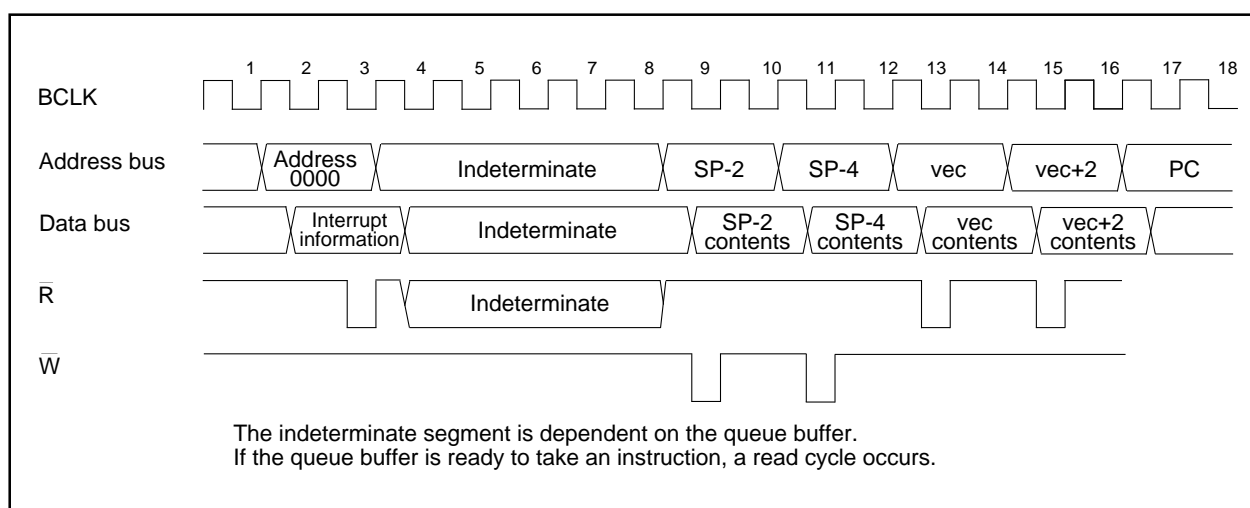 1 2 3 4 5 6 7 8 9 10 11 12 13 14 15 16 17 18
BCLK
Address bus
Address
0000
Indeterminate
SP-2
SP-4
vec
vec+2
PC
Data bus
Interrupt
information
Indeterminate
SP-2
contents
SP-4
contents
vec
contents
vec+2
contents
R̅
Indeterminate
W̅
The indeterminate segment is dependent on the queue buffer.
If the queue buffer is ready to take an instruction, a read cycle occurs.